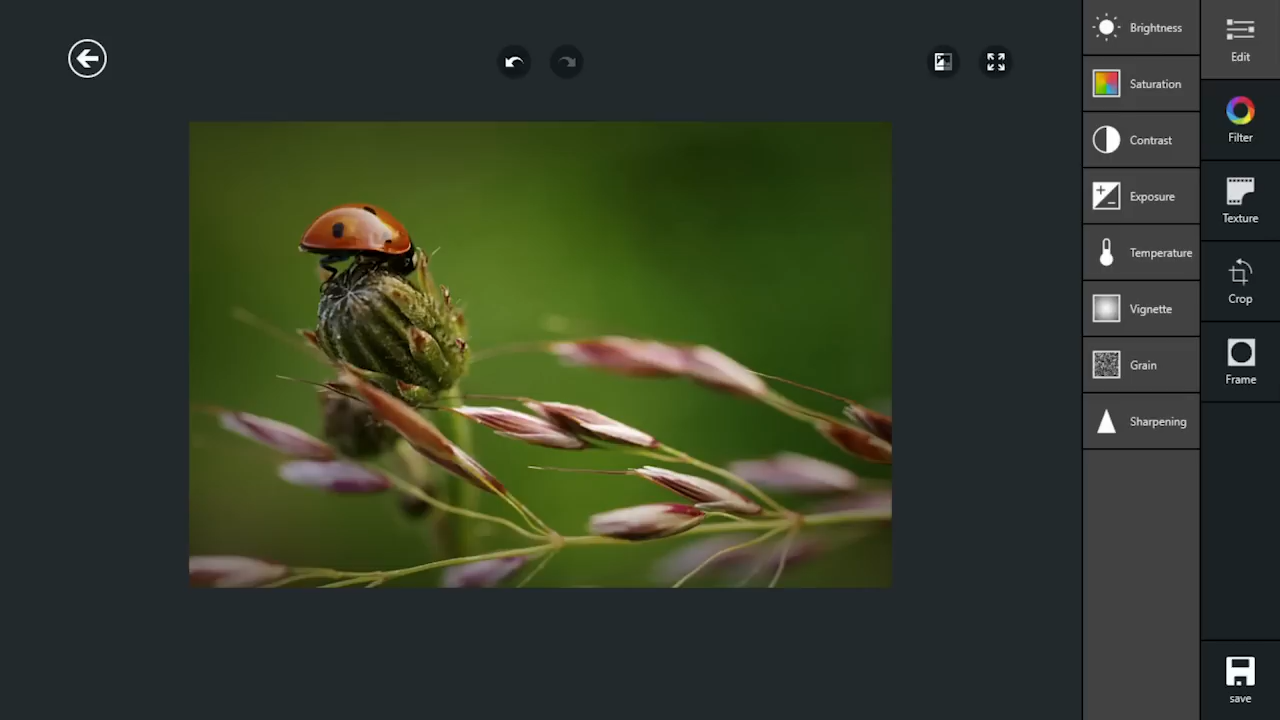 Brightness
Saturation
Contrast
Exposure
Temperature
Vignette
Grain
Sharpening
Edit
Filter
Texture
Crop
Frame
save